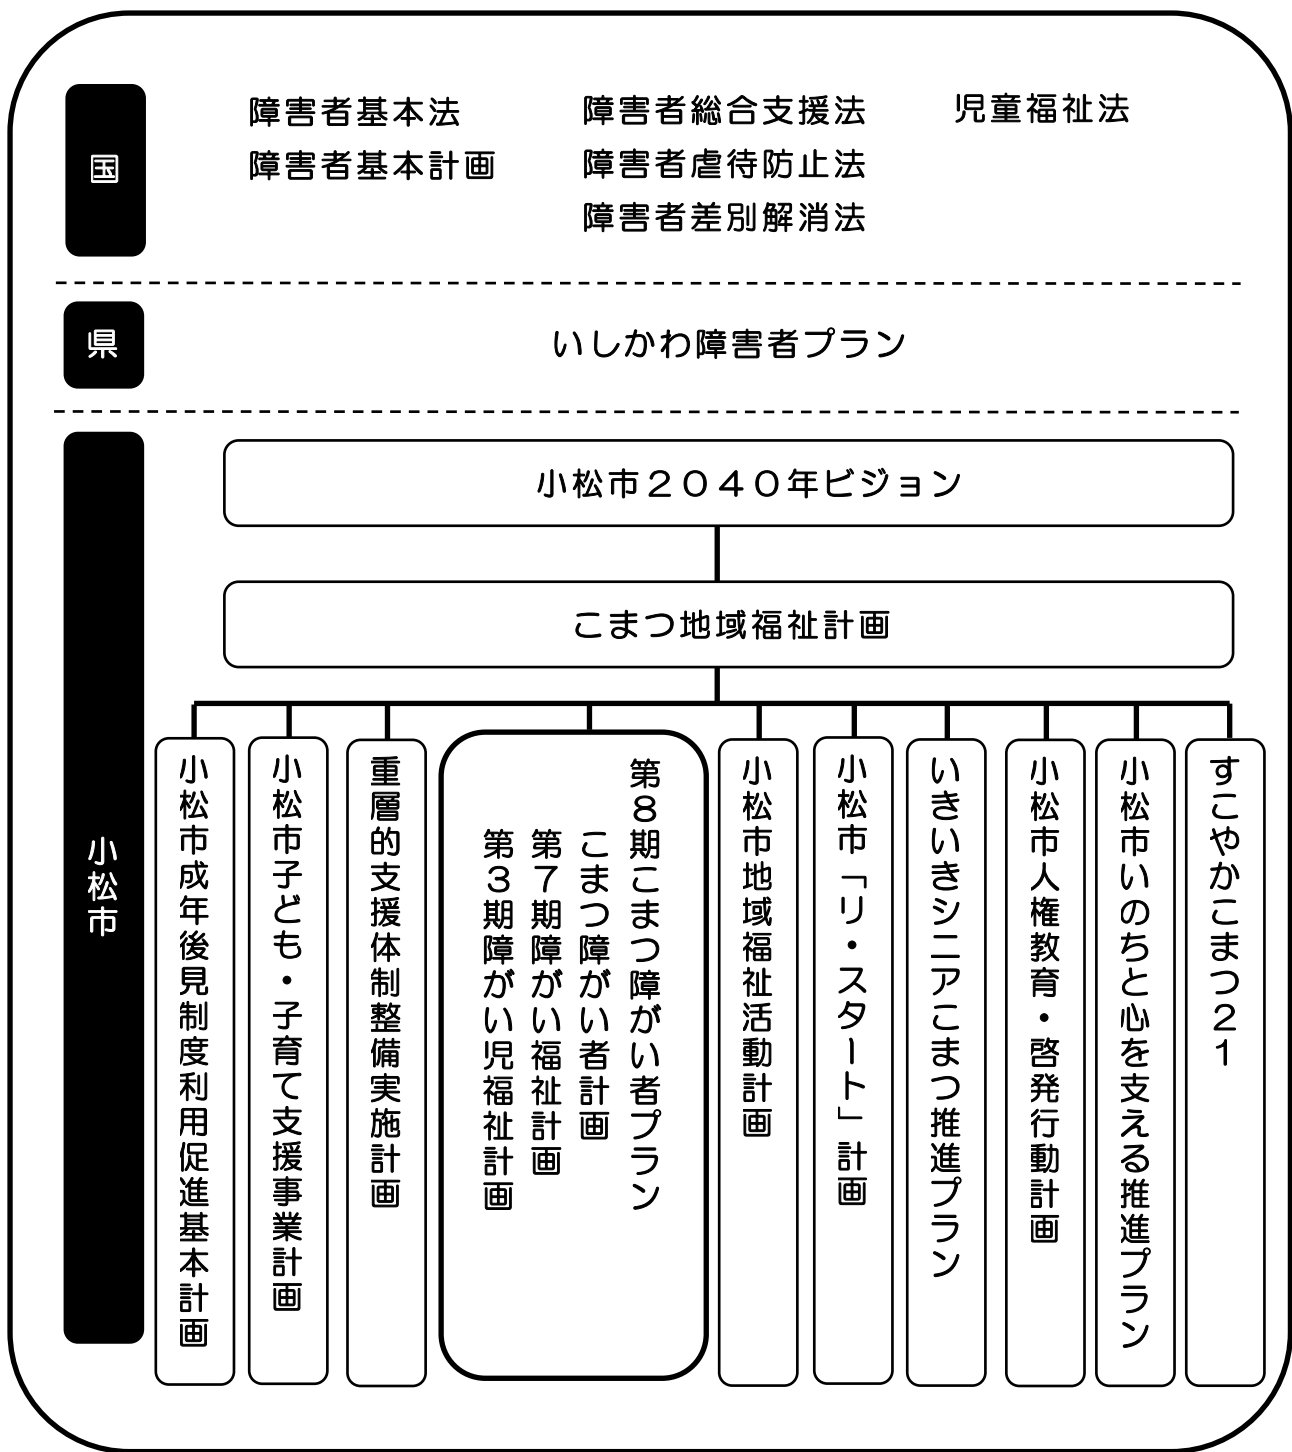 国
障害者基本法
障害者基本計画
障害者総合支援法
障害者虐待防止法
障害者差別解消法
児童福祉法
県
いしかわ障害者プラン
小松市
小松市２０４０年ビジョン
こまつ地域福祉計画
すこやかこまつ２１
小松市いのちと心を支える推進プラン
小松市人権教育・啓発行動計画
いきいきシニアこまつ推進プラン
小松市「リ・スタート」計画
小松市地域福祉活動計画
第８期こまつ障がい者プラン
こまつ障がい者計画
第７期障がい福祉計画
第３期障がい児福祉計画
重層的支援体制整備実施計画
小松市子ども・子育て支援事業計画
小松市成年後見制度利用促進基本計画